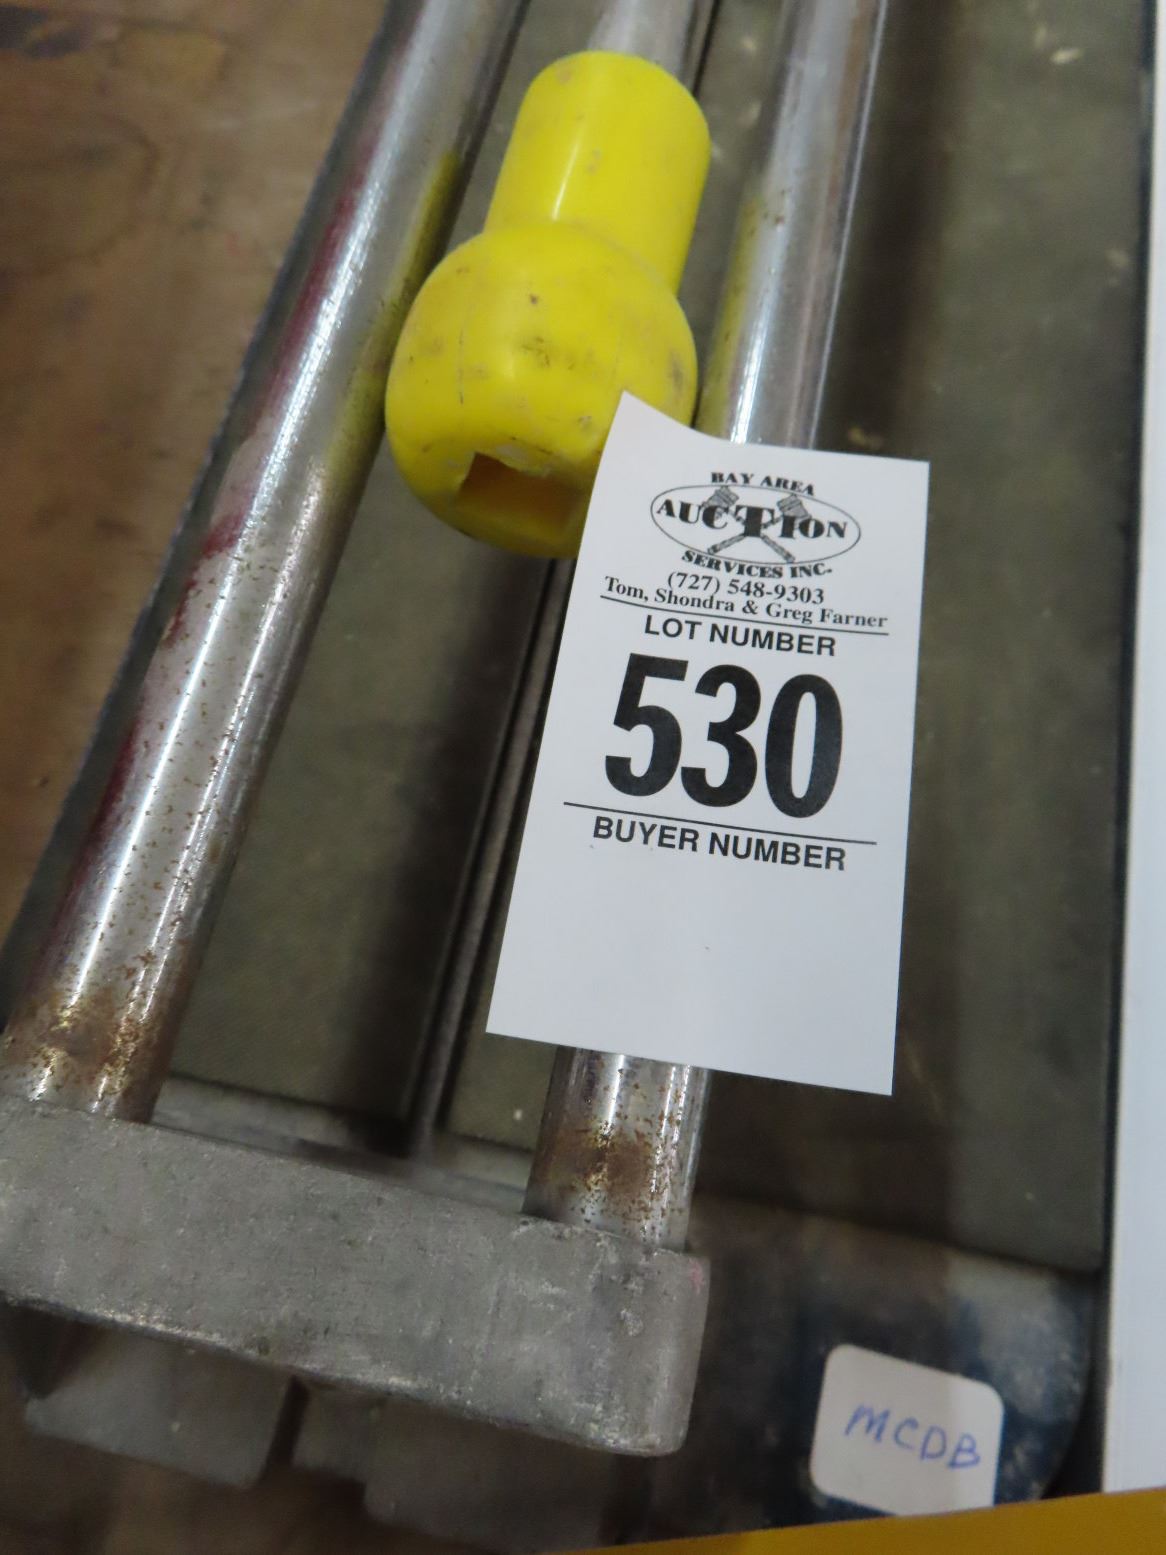 BAY AREA
AUCTION
SERVICES INC.
(727) 548-9303
Tom, Shondra & Greg Farner
LOT NUMBER
530
BUYER NUMBER
MCDB